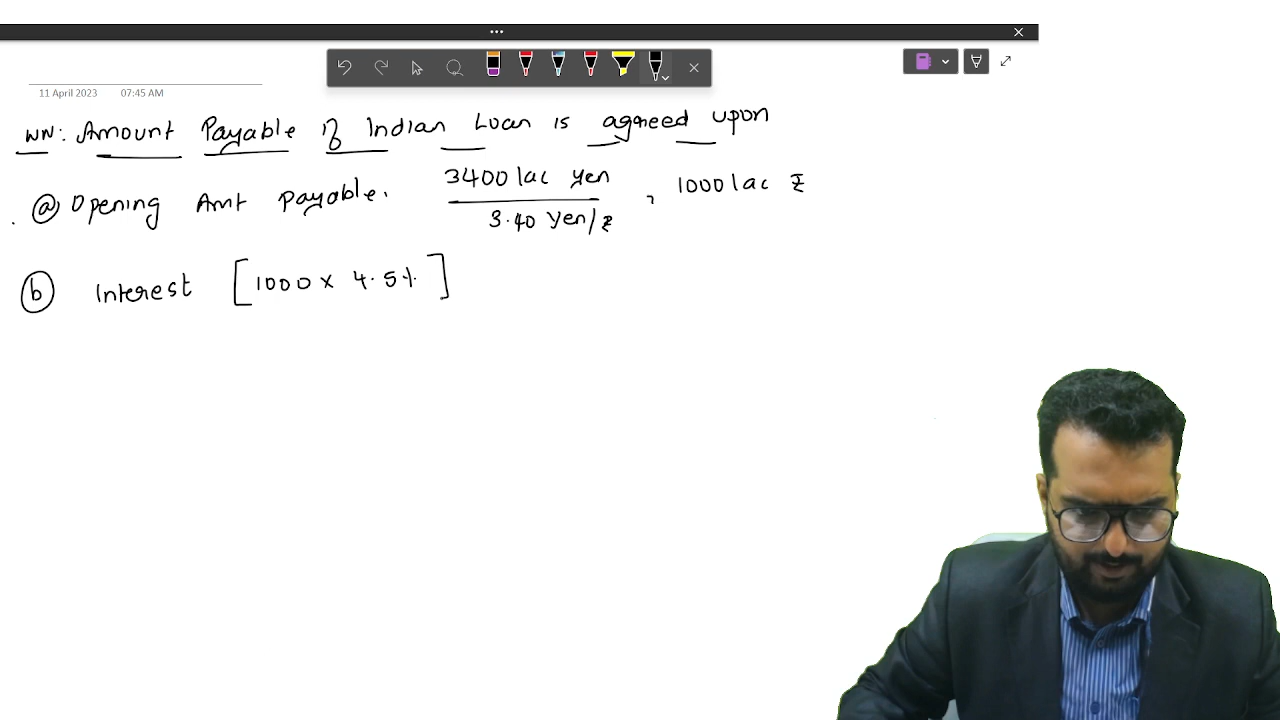 11 April 2023 07:45 AM
WN: Amount Payable if Indian Loan is agreed upon
(a) Opening Amt Payable. 3400 lac Yen , 1000 lac ₹
3.40 Yen/₹
(b) Interest [1000 x 4.5%]